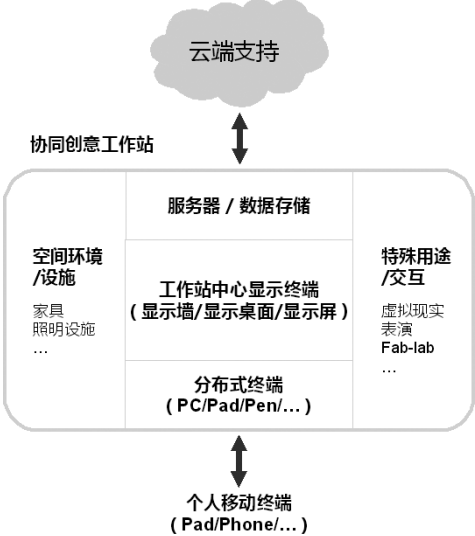 云端支持
协同创意工作站
服务器 / 数据存储
空间环境
/设施
家具
照明设施
…
工作站中心显示终端
( 显示墙/显示桌面/显示屏 )
分布式终端
( PC/Pad/Pen/… )
特殊用途
/交互
虚拟现实
表演
Fab-lab
…
个人移动终端
( Pad/Phone/… )